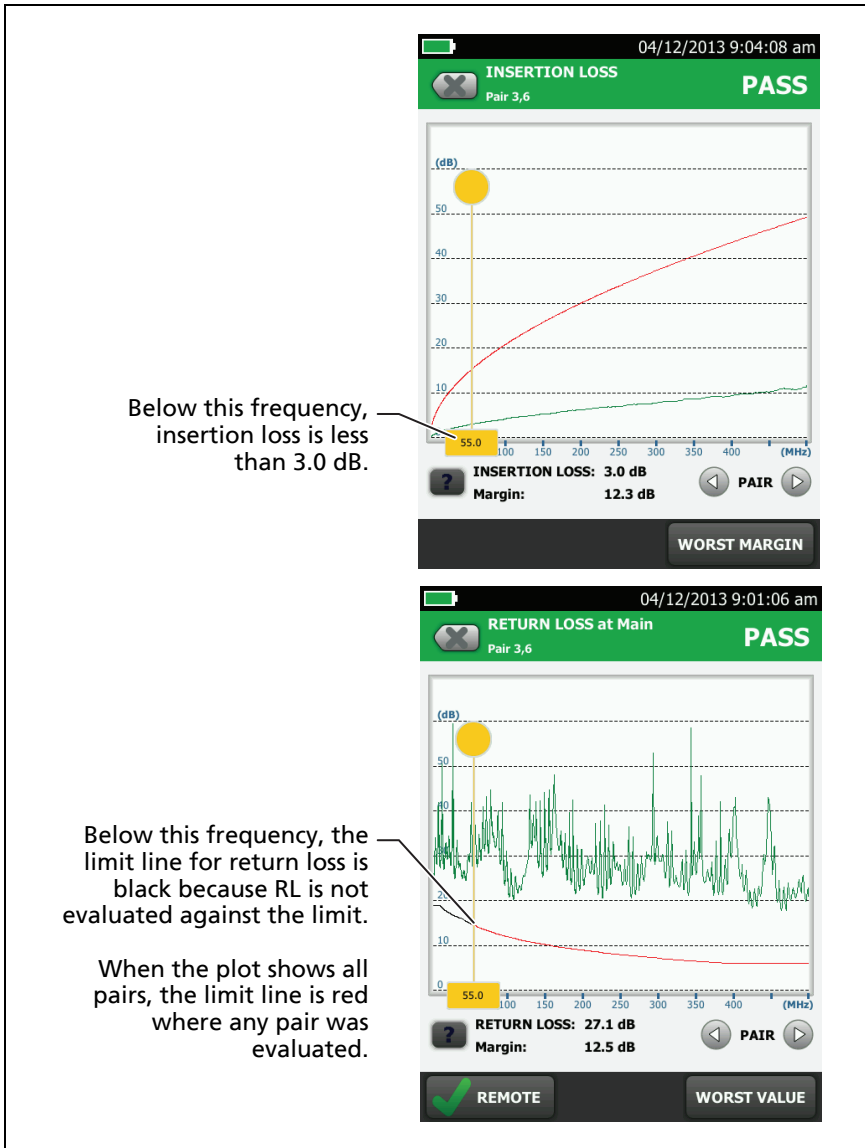 04/12/2013 9:04:08 am
INSERTION LOSS
Pair 3,6
PASS
(dB)
50
40
30
20
10
55.0
100 150 200 250 300 350 400 (MHz)
Below this frequency,
insertion loss is less
than 3.0 dB.
?
INSERTION LOSS: 3.0 dB
Margin: 12.3 dB
PAIR
WORST MARGIN
04/12/2013 9:01:06 am
RETURN LOSS at Main
Pair 3,6
PASS
(dB)
50
40
30
20
10
0
55.0
100 150 200 250 300 350 400 (MHz)
Below this frequency, the
limit line for return loss is
black because RL is not
evaluated against the limit.
When the plot shows all
pairs, the limit line is red
where any pair was
evaluated.
?
RETURN LOSS: 27.1 dB
Margin: 12.5 dB
PAIR
REMOTE
WORST VALUE